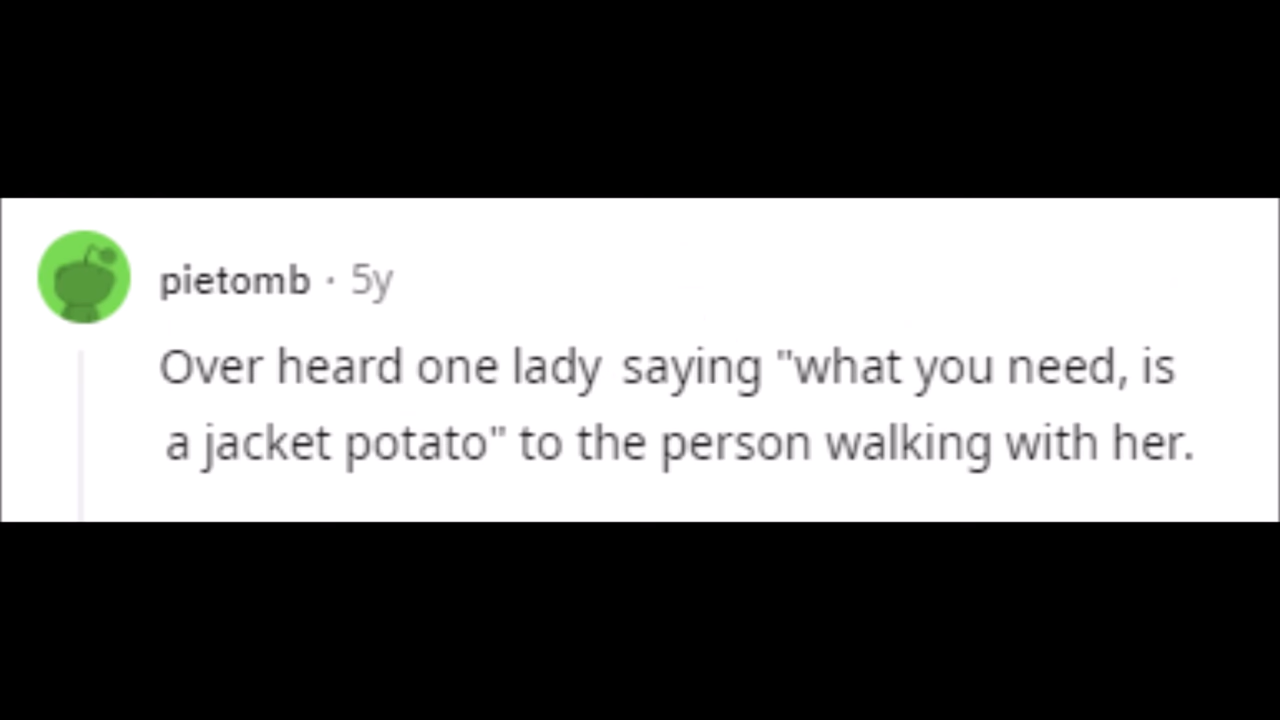 pietomb · 5y
Over heard one lady saying "what you need, is
a jacket potato" to the person walking with her.